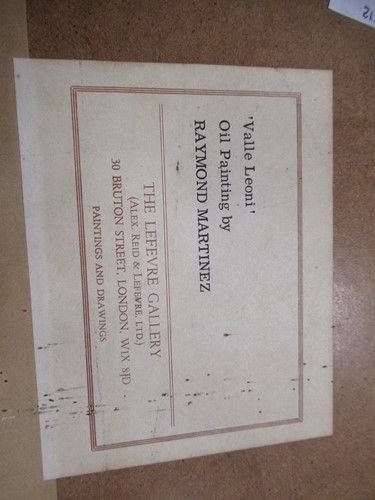 'Valle Leoni'
Oil Painting by
RAYMOND MARTINEZ
THE LEFEVRE GALLERY
(ALEX. REID & LEFEVRE, LTD.)
30 BRUTON STREET, LONDON, W1X 8JD
PAINTINGS AND DRAWINGS